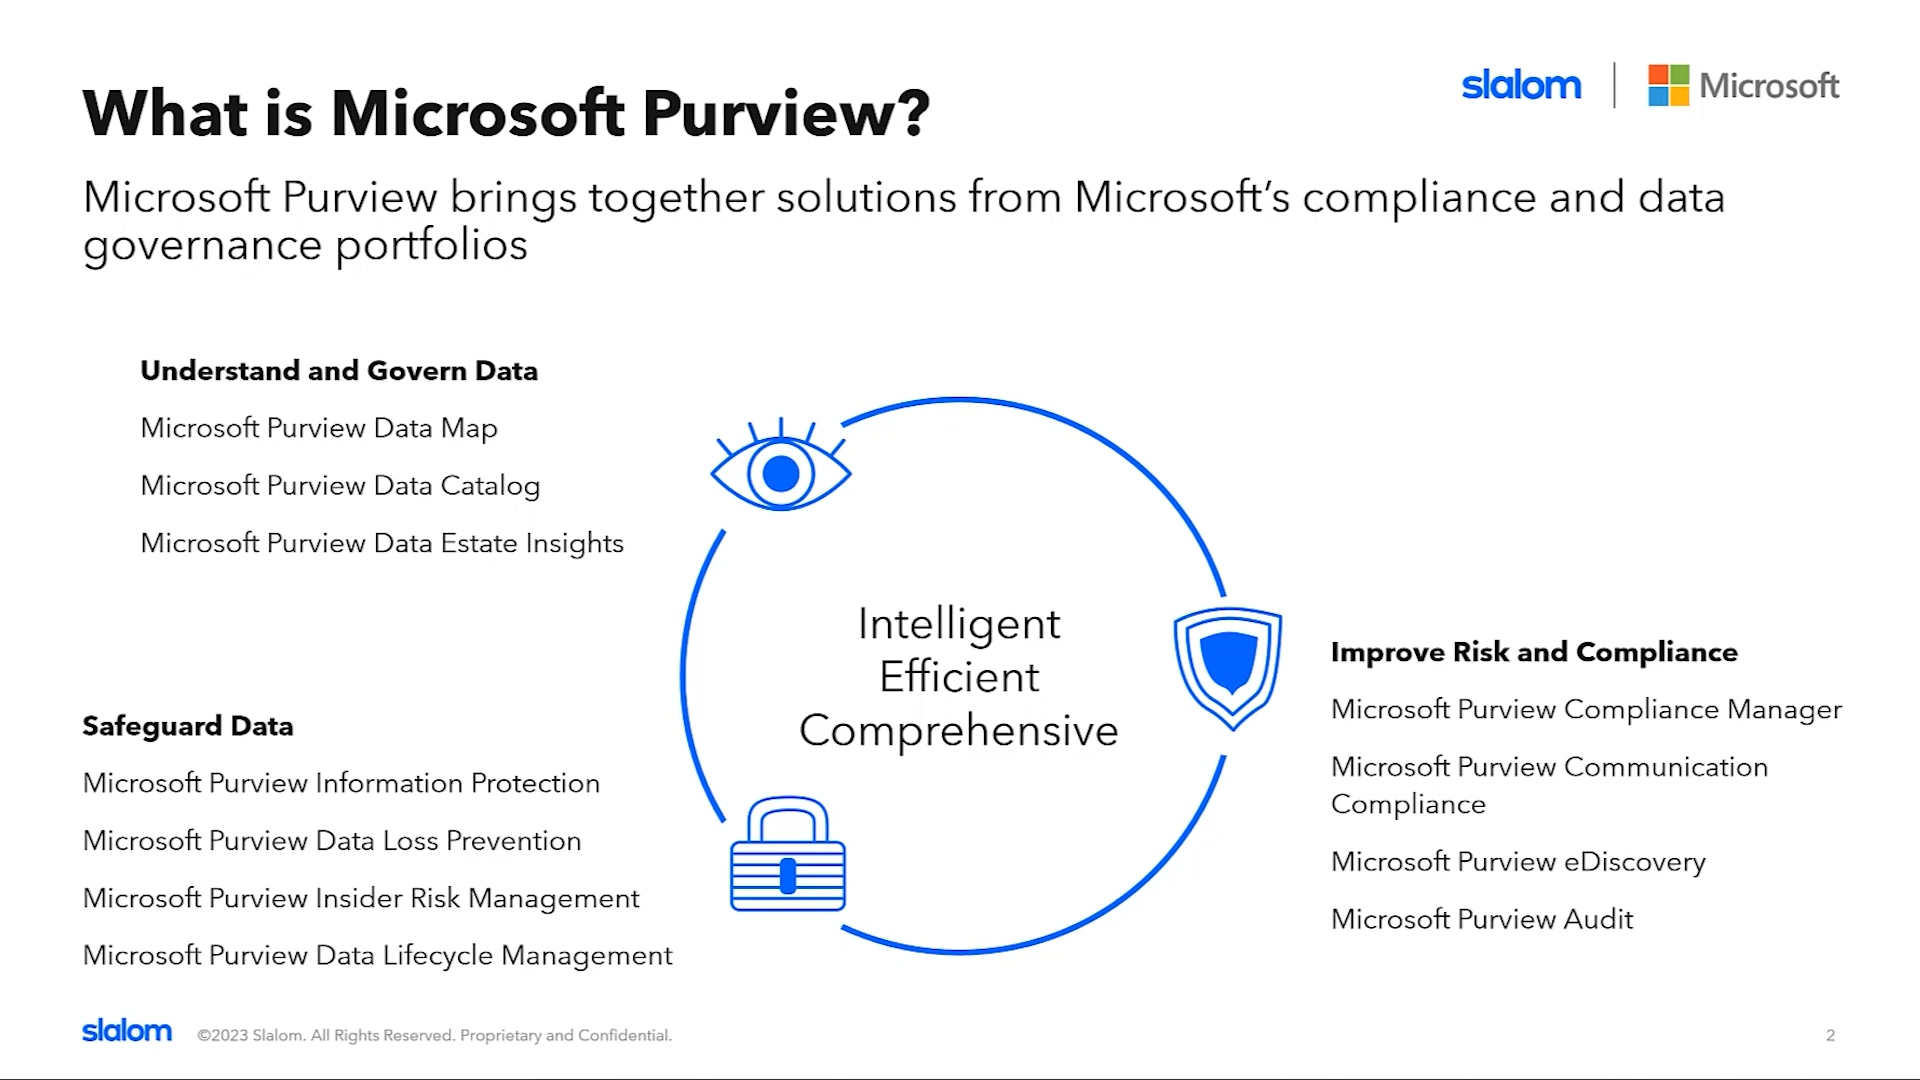 slalom | Microsoft
What is Microsoft Purview?
Microsoft Purview brings together solutions from Microsoft’s compliance and data
governance portfolios
Understand and Govern Data
Microsoft Purview Data Map
Microsoft Purview Data Catalog
Microsoft Purview Data Estate Insights
Intelligent
Efficient
Comprehensive
Improve Risk and Compliance
Microsoft Purview Compliance Manager
Microsoft Purview Communication
Compliance
Microsoft Purview eDiscovery
Microsoft Purview Audit
Safeguard Data
Microsoft Purview Information Protection
Microsoft Purview Data Loss Prevention
Microsoft Purview Insider Risk Management
Microsoft Purview Data Lifecycle Management
slalom ©2023 Slalom. All Rights Reserved. Proprietary and Confidential.
2